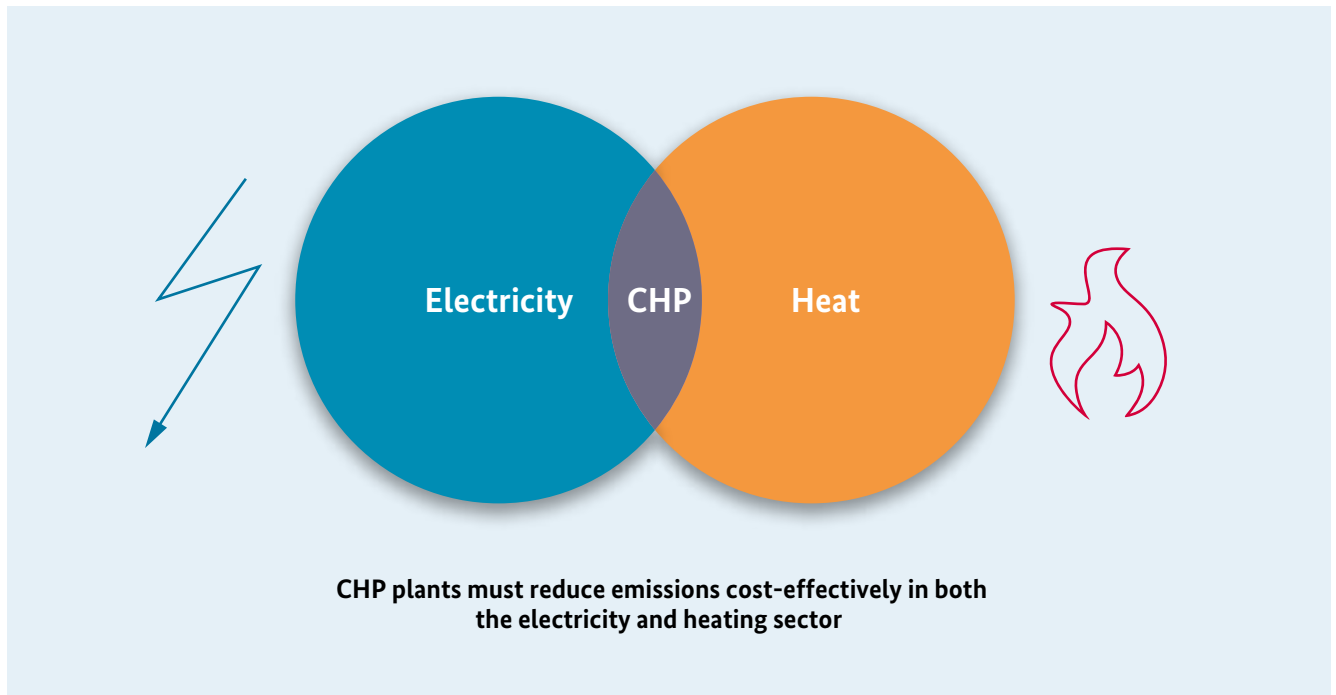 Electricity CHP Heat
CHP plants must reduce emissions cost-effectively in both
the electricity and heating sector